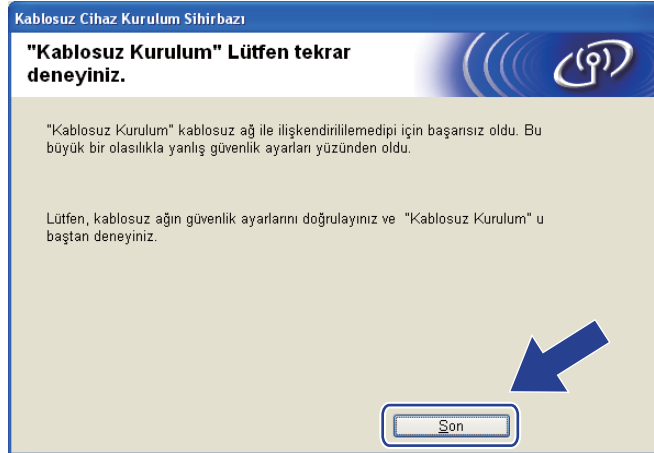 Kablosuz Cihaz Kurulum Sihirbazı
"Kablosuz Kurulum" Lütfen tekrar
deneyiniz.
"Kablosuz Kurulum" kablosuz ağ ile ilişkendirililemedipi için başarısız oldu. Bu
büyük bir olasılıkla yanlış güvenlik ayarları yüzünden oldu.
Lütfen, kablosuz ağın güvenlik ayarlarını doğrulayınız ve "Kablosuz Kurulum" u
baştan deneyiniz.
Son